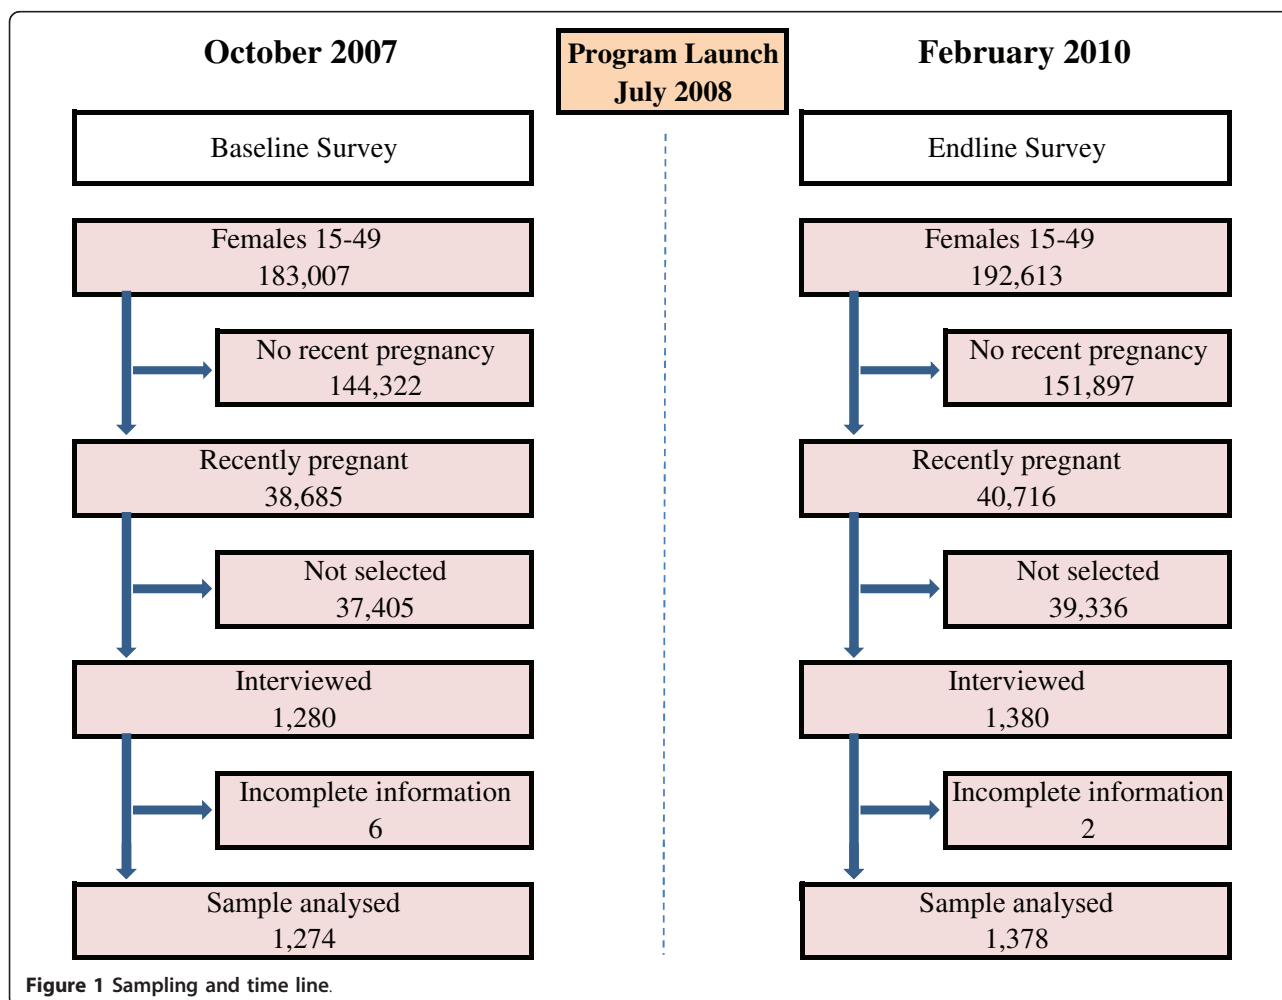 October 2007
Program Launch
July 2008
February 2010
Baseline Survey
Endline Survey
Females 15-49
183,007
Females 15-49
192,613
No recent pregnancy
144,322
No recent pregnancy
151,897
Recently pregnant
38,685
Recently pregnant
40,716
Not selected
37,405
Not selected
39,336
Interviewed
1,280
Interviewed
1,380
Incomplete information
6
Incomplete information
2
Sample analysed
1,274
Sample analysed
1,378
Figure 1 Sampling and time line.